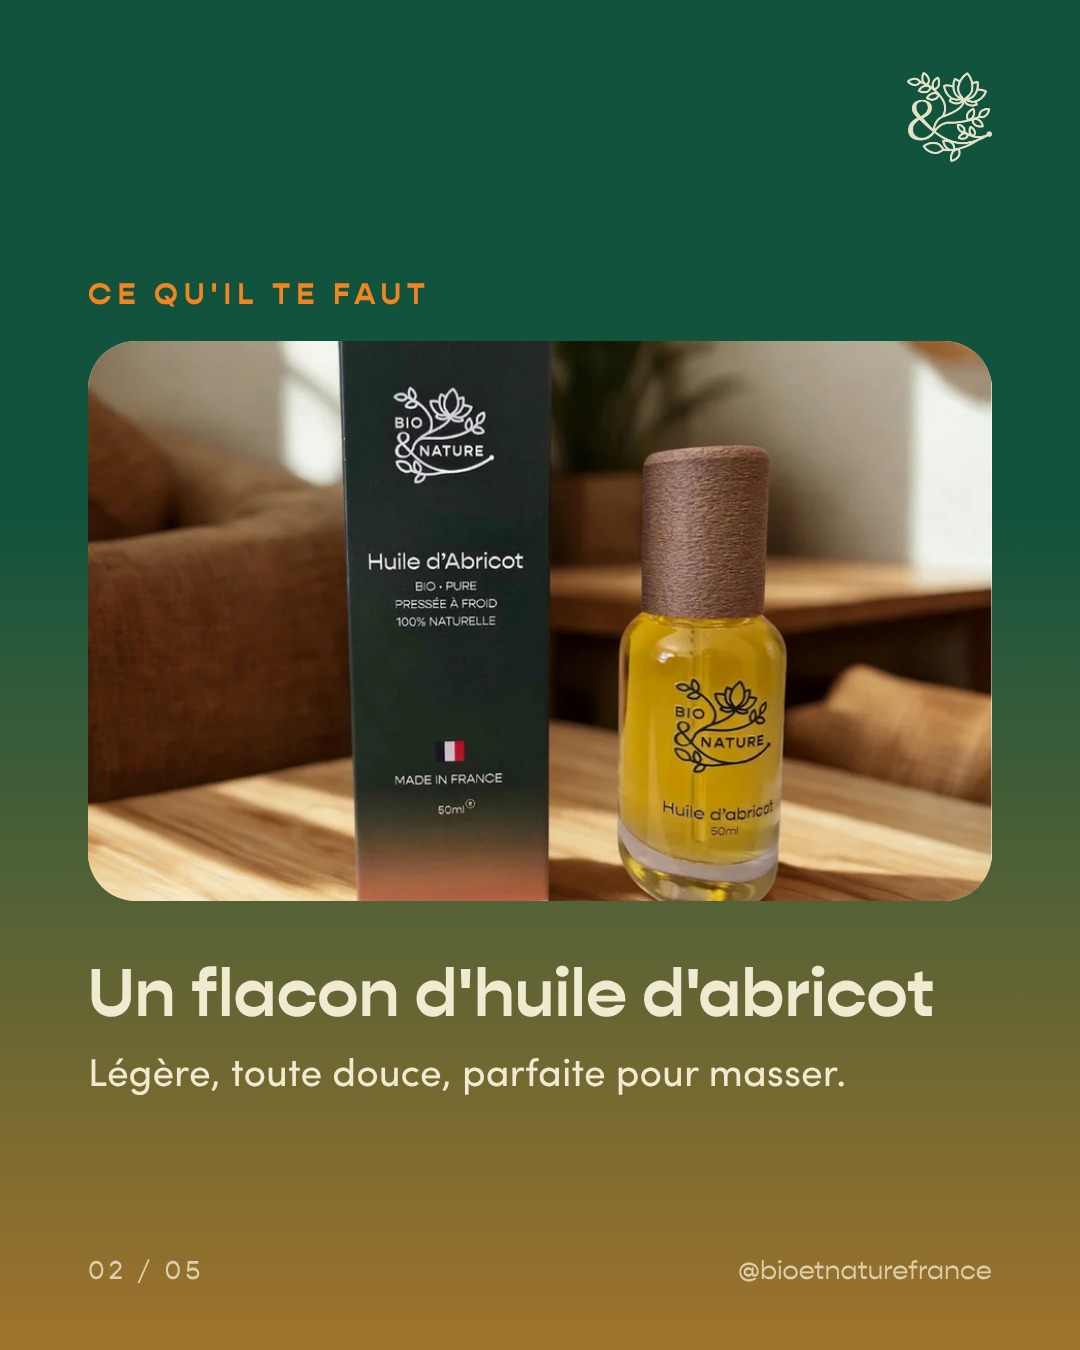 &
CE QU'IL TE FAUT
BIO
& NATURE
Huile d'Abricot
BIO • PURE
PRESSÉE À FROID
100% NATURELLE
MADE IN FRANCE
50ml
BIO
& NATURE
Huile d'abricot
50ml
Un flacon d'huile d'abricot
Légère, toute douce, parfaite pour masser.
02 / 05
@bioetnaturefrance